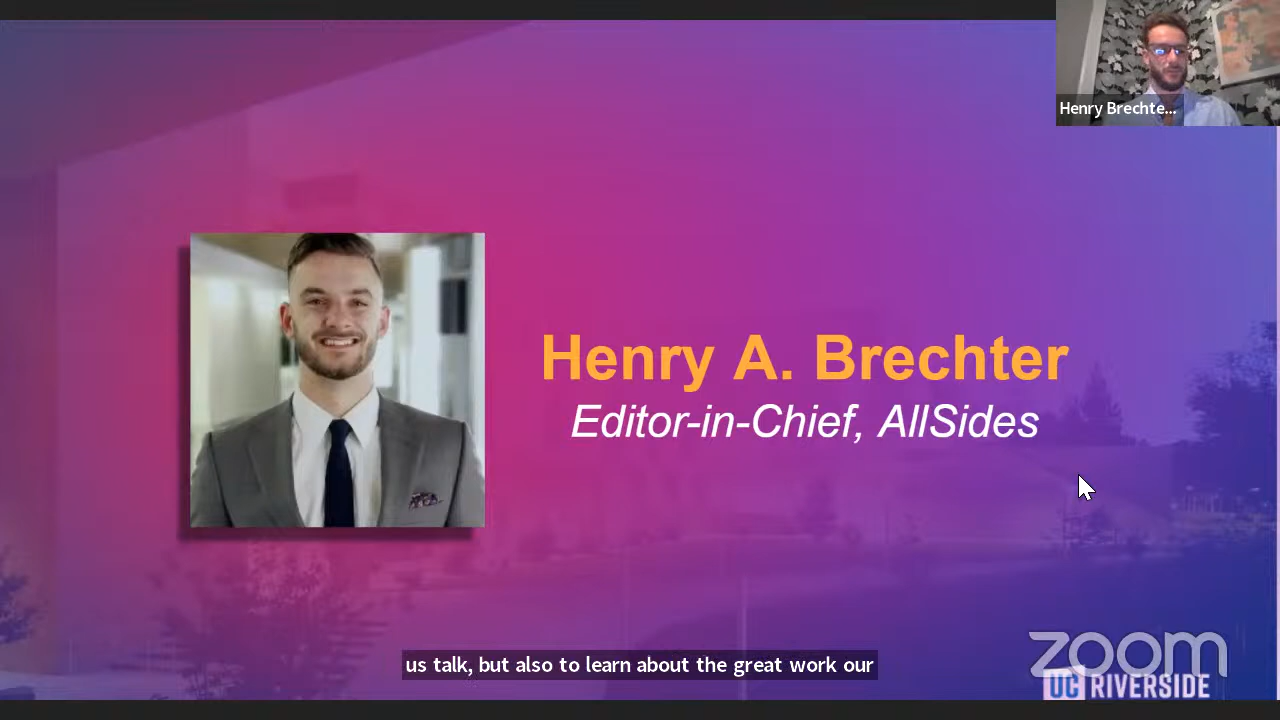 Henry Brechte...
Henry A. Brechter
Editor-in-Chief, AllSides
us talk, but also to learn about the great work our
zoom
UC RIVERSIDE